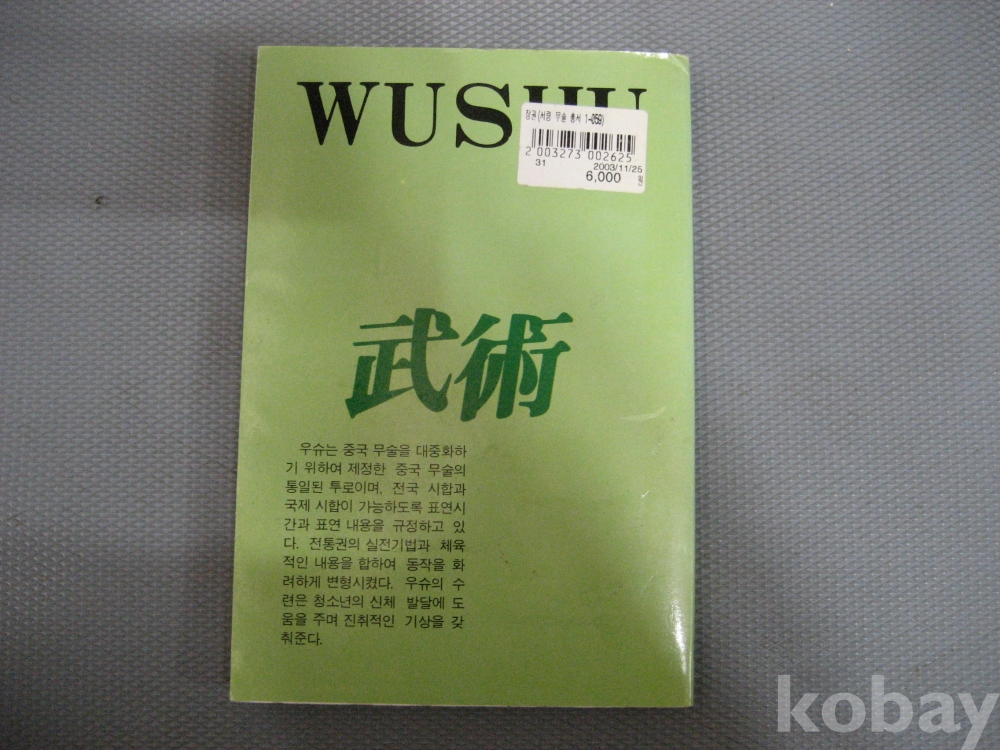 WUSHU
장권(서림 무술 총서 1-059)
2 003273 002625
31 2003/11/25
6,000 원
武術
우슈는 중국 무술을 대중화하
기 위하여 제정한 중국 무술의
통일된 투로이며, 전국 시합과
국제 시합이 가능하도록 표연시
간과 표연 내용을 규정하고 있
다. 전통권의 실전기법과 체육
적인 내용을 합하여 동작을 화
려하게 변형시켰다. 우슈의 수
련은 청소년의 신체 발달에 도
움을 주며 진취적인 기상을 갖
춰준다.
kobay